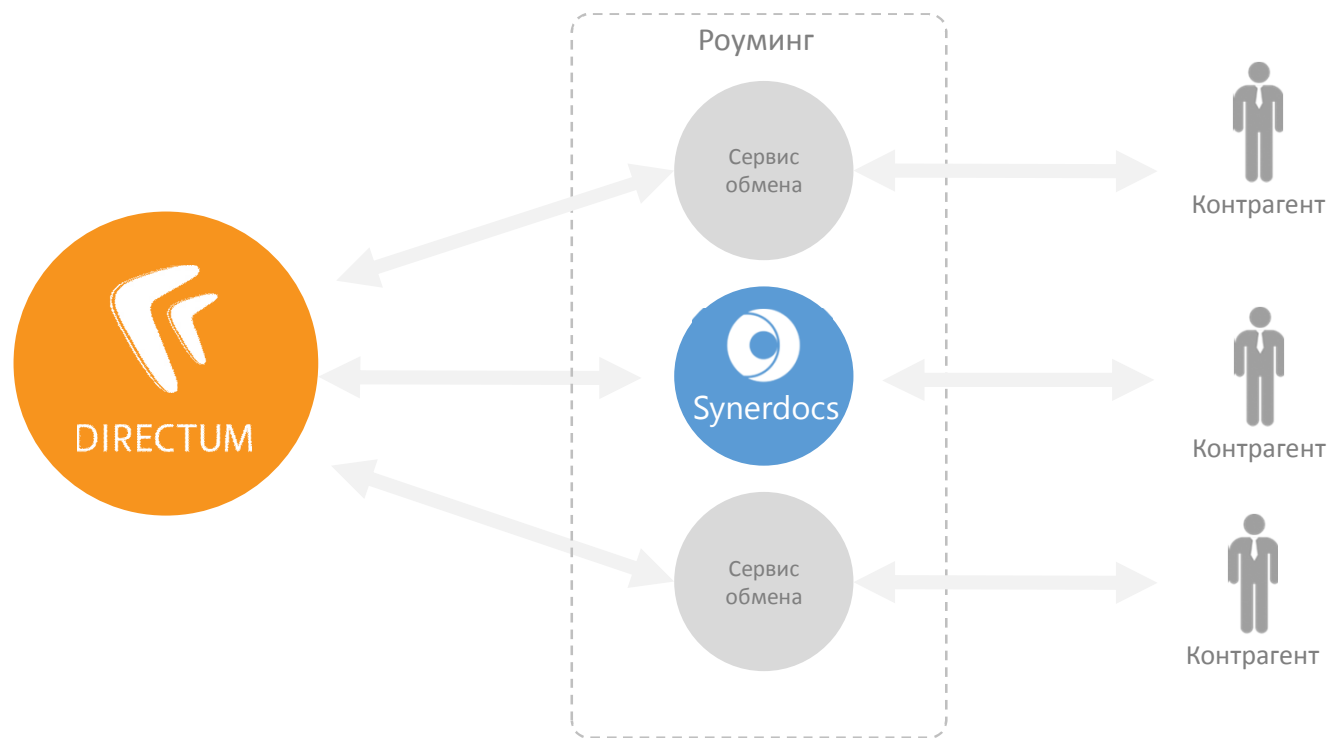 Роуминг
Сервис
обмена
Контрагент
DIRECTUM
Synerdocs
Контрагент
Сервис
обмена
Контрагент